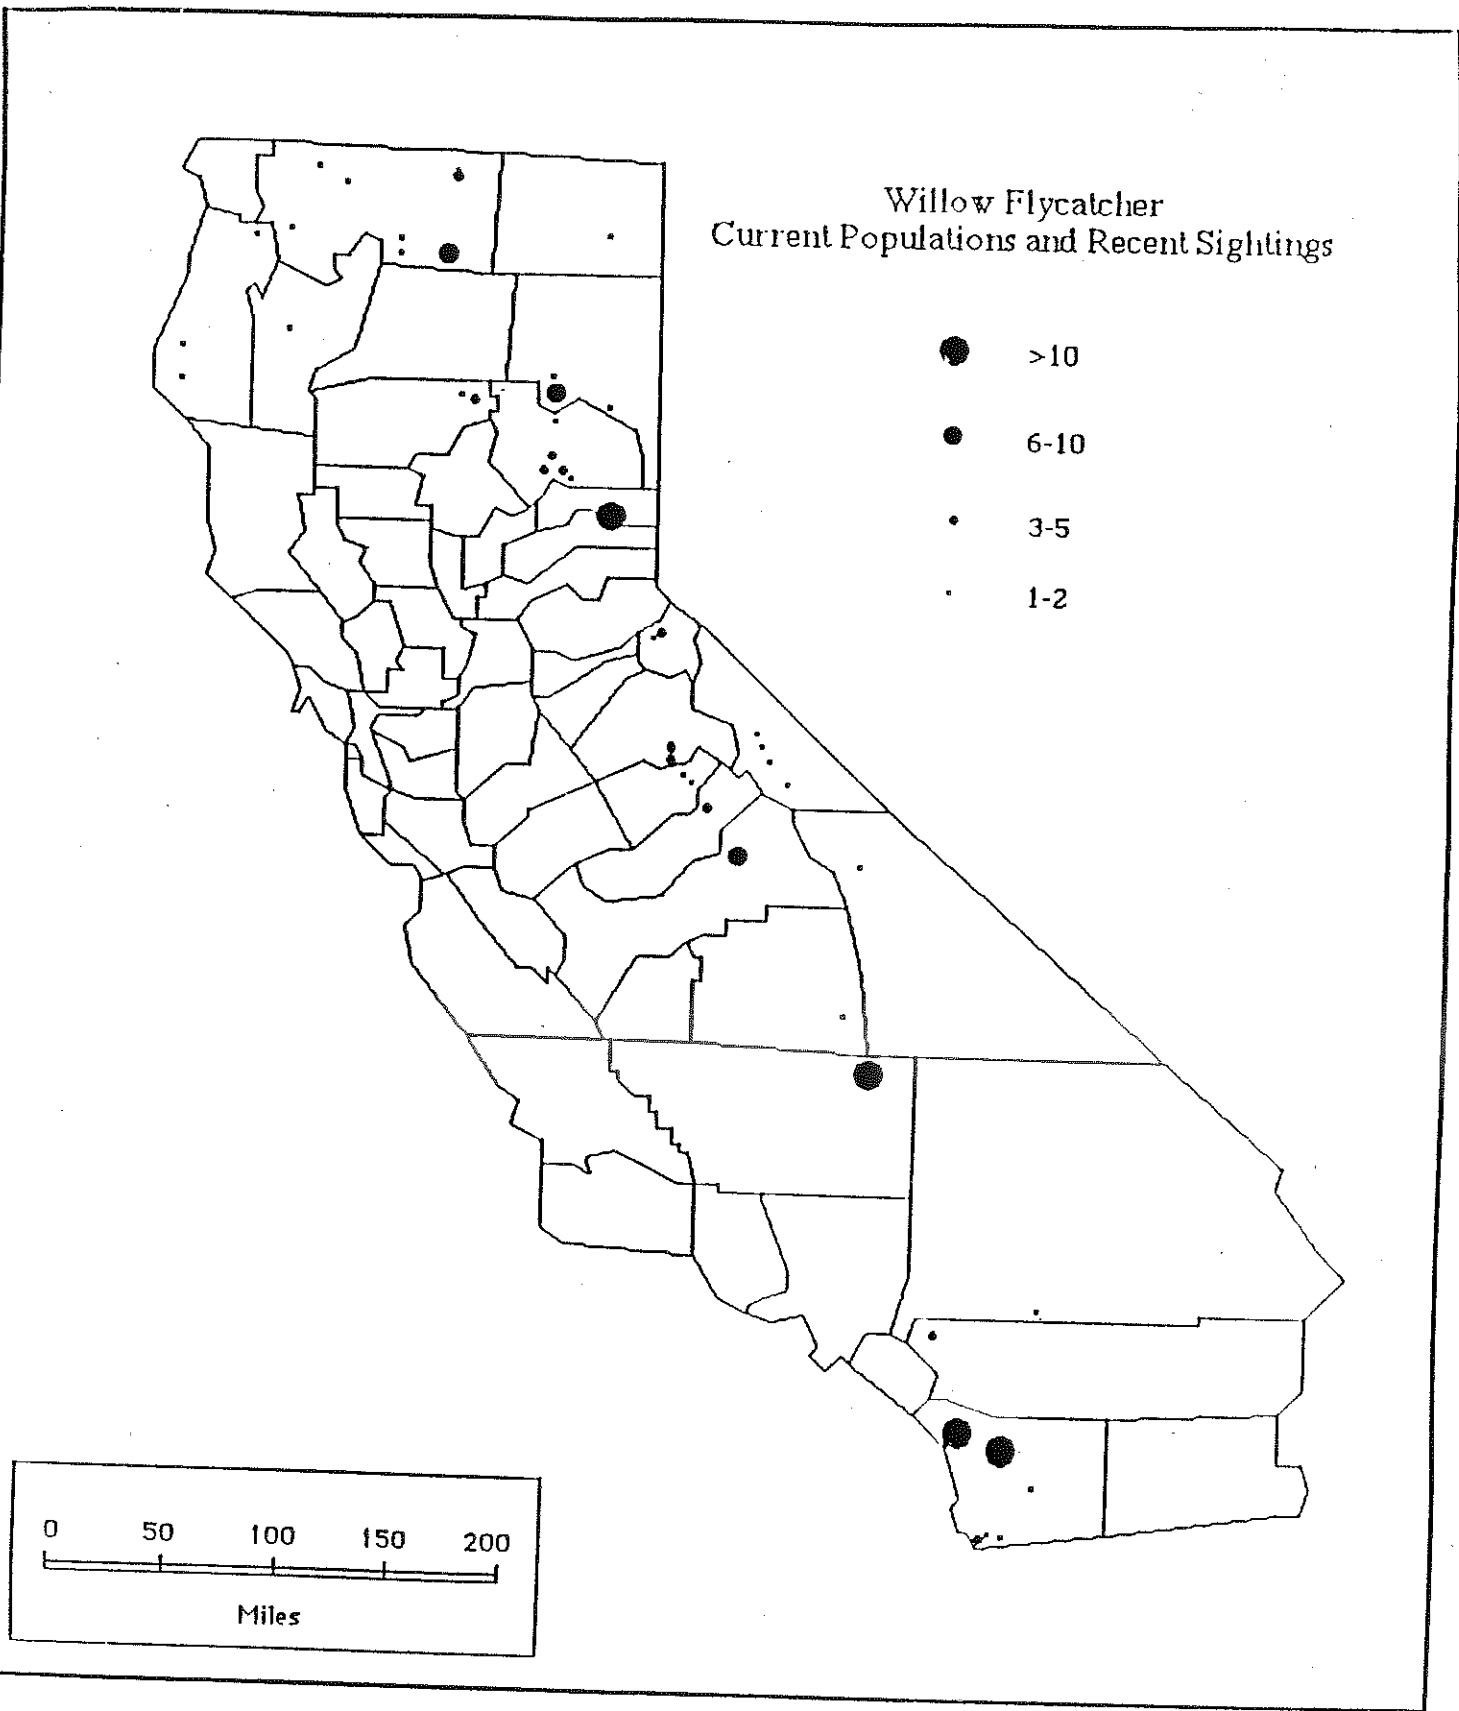 Willow Flycatcher
Current Populations and Recent Sightings
>10
6-10
3-5
1-2
0 50 100 150 200
Miles